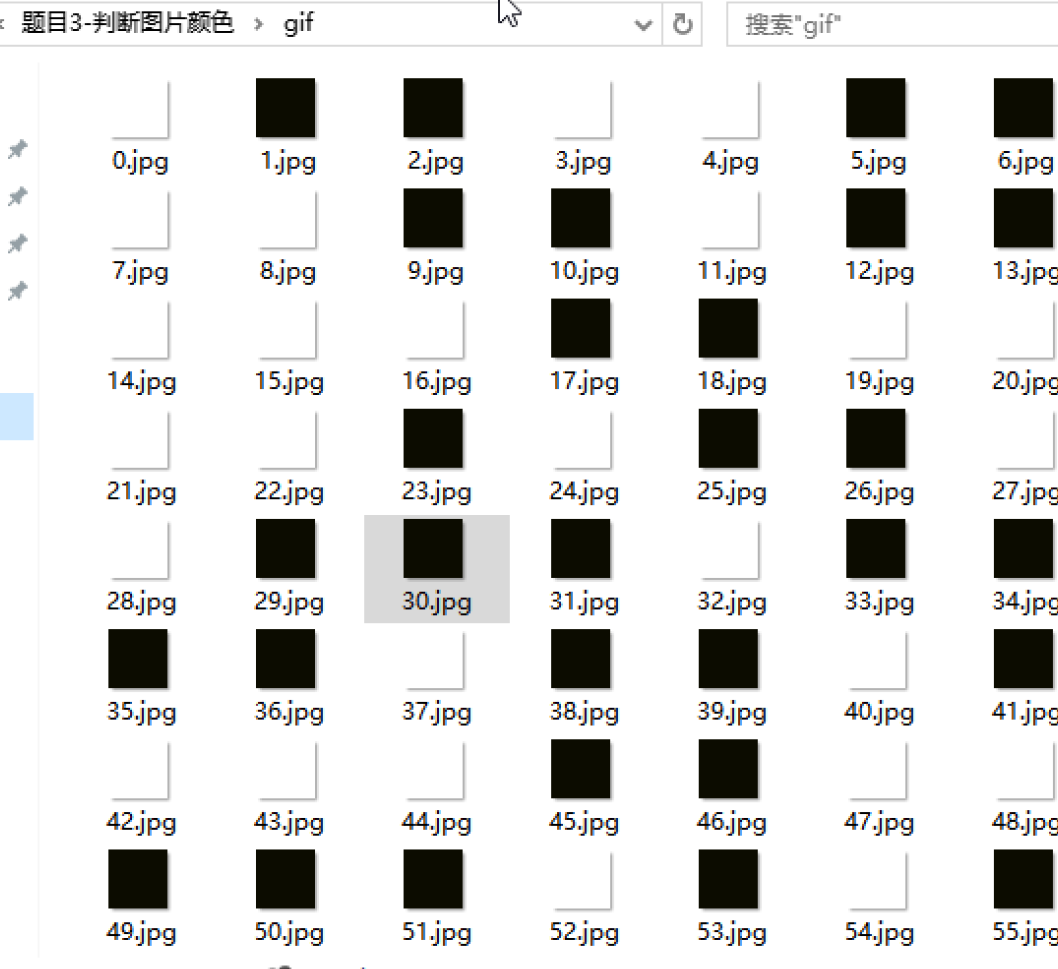 题目3-判断图片颜色 > gif 搜索"gif"
0.jpg 1.jpg 2.jpg 3.jpg 4.jpg 5.jpg 6.jpg
7.jpg 8.jpg 9.jpg 10.jpg 11.jpg 12.jpg 13.jpg
14.jpg 15.jpg 16.jpg 17.jpg 18.jpg 19.jpg 20.jpg
21.jpg 22.jpg 23.jpg 24.jpg 25.jpg 26.jpg 27.jpg
28.jpg 29.jpg 30.jpg 31.jpg 32.jpg 33.jpg 34.jpg
35.jpg 36.jpg 37.jpg 38.jpg 39.jpg 40.jpg 41.jpg
42.jpg 43.jpg 44.jpg 45.jpg 46.jpg 47.jpg 48.jpg
49.jpg 50.jpg 51.jpg 52.jpg 53.jpg 54.jpg 55.jpg